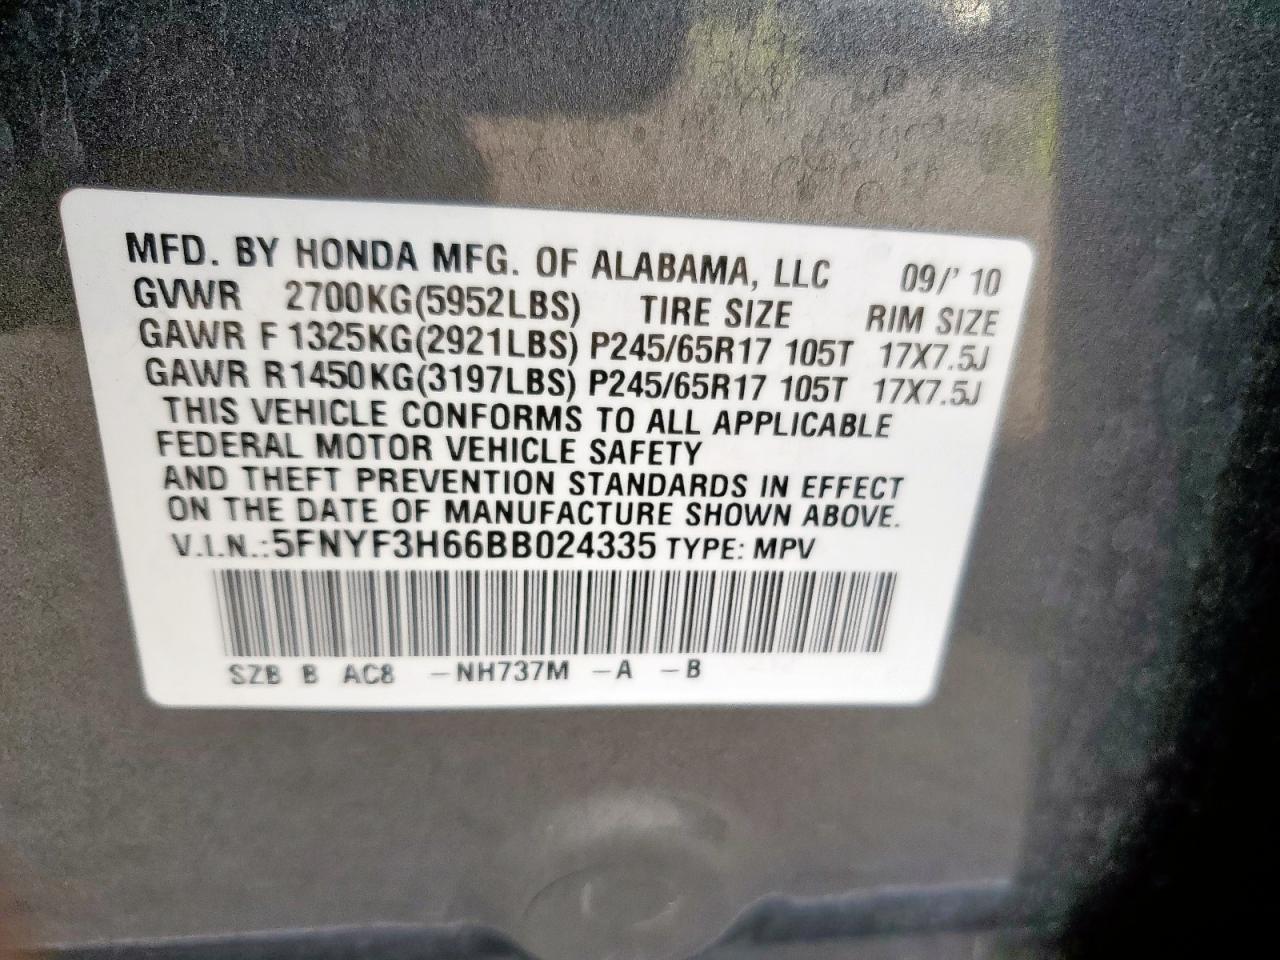 MFD. BY HONDA MFG. OF ALABAMA, LLC 09/' 10
GVWR 2700KG(5952LBS) TIRE SIZE RIM SIZE
GAWR F 1325KG(2921LBS) P245/65R17 105T 17X7.5J
GAWR R1450KG(3197LBS) P245/65R17 105T 17X7.5J
THIS VEHICLE CONFORMS TO ALL APPLICABLE
FEDERAL MOTOR VEHICLE SAFETY
AND THEFT PREVENTION STANDARDS IN EFFECT
ON THE DATE OF MANUFACTURE SHOWN ABOVE.
V.I.N.:5FNYF3H66BB024335 TYPE: MPV
SZB B AC8 -NH737M -A -B